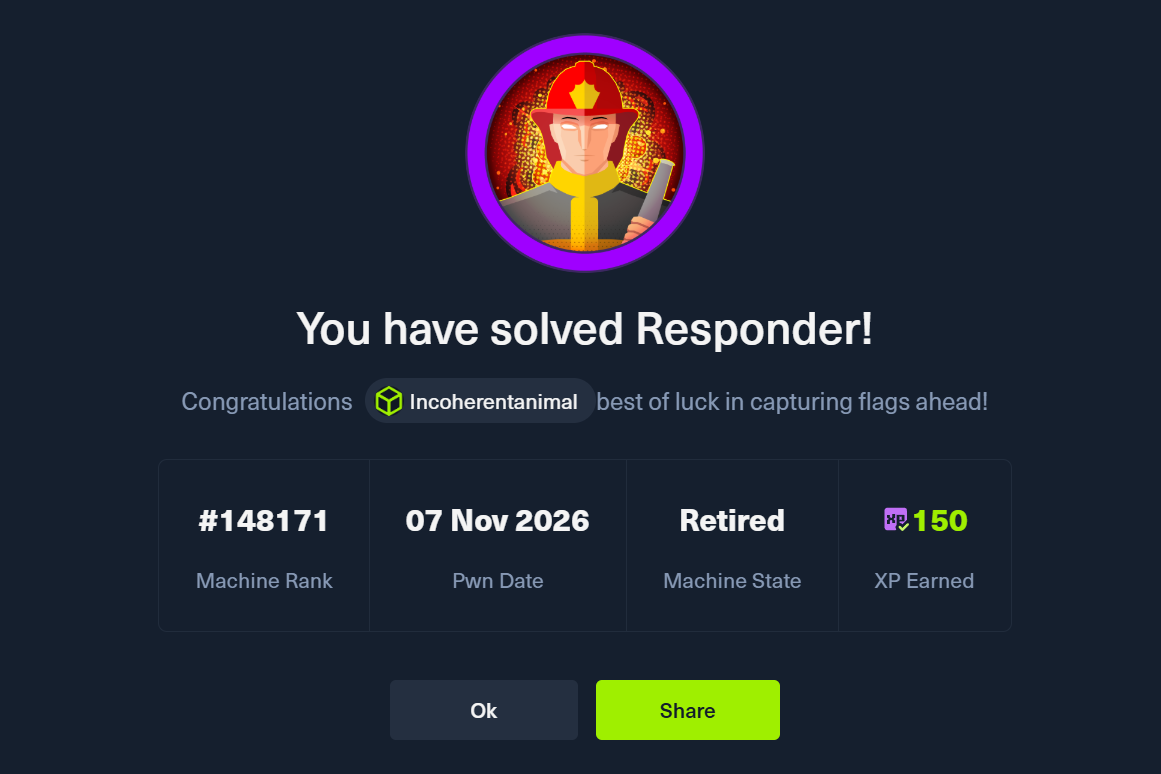 You have solved Responder!
Congratulations Incoherentanimal best of luck in capturing flags ahead!
#148171 07 Nov 2026 Retired XP 150
Machine Rank Pwn Date Machine State XP Earned
Ok Share